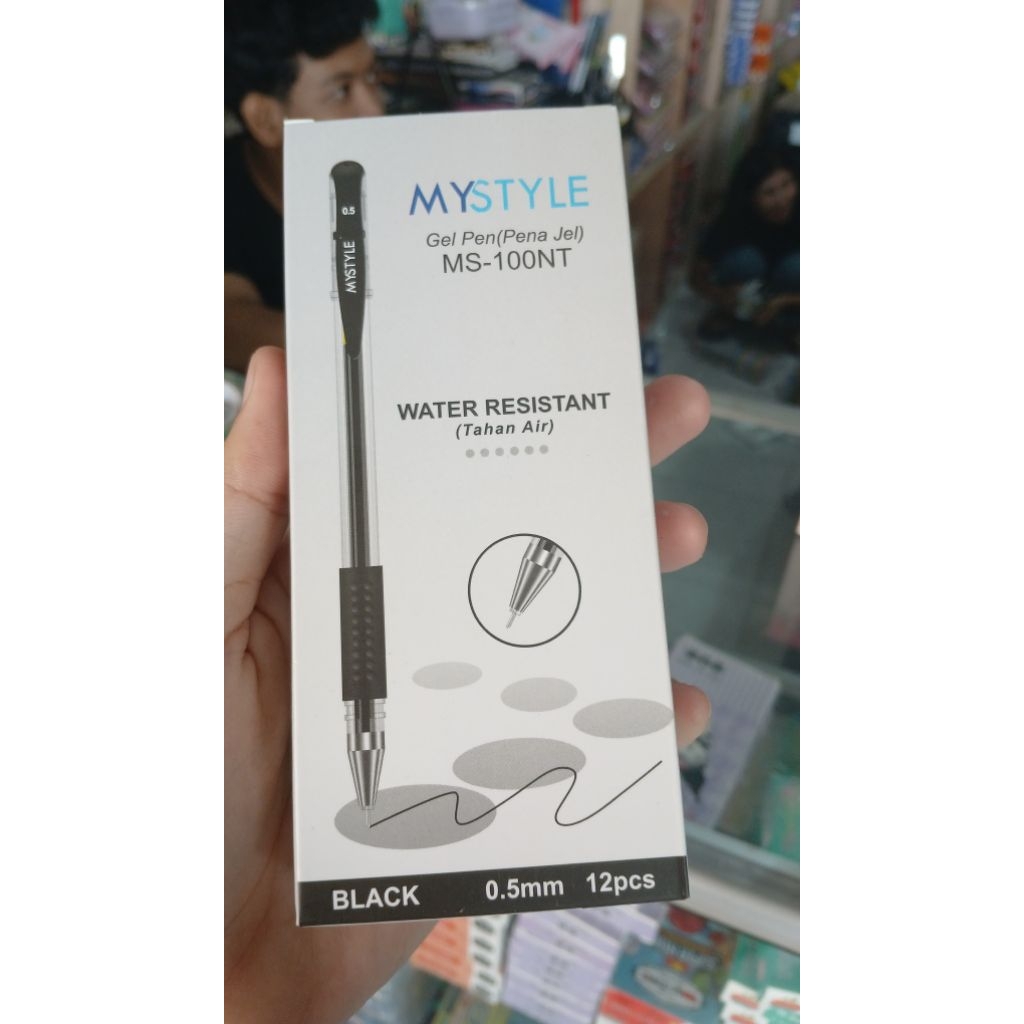 MYSTYLE
Gel Pen(Pena Jel)
MS-100NT
0.5
MYSTYLE
WATER RESISTANT
(Tahan Air)
BLACK 0.5mm 12pcs